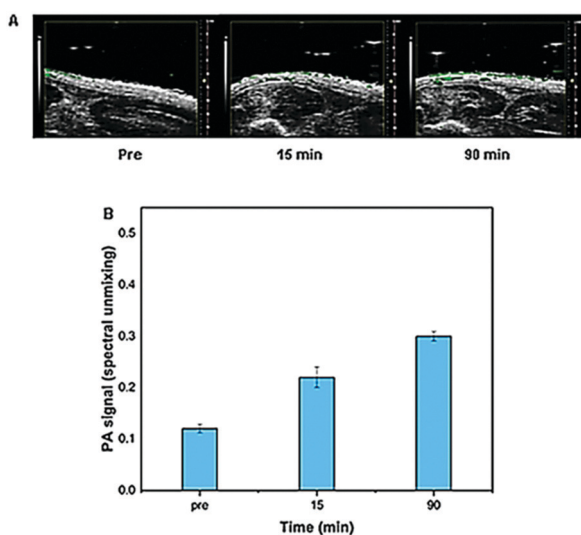 A
Pre 15 min 90 min
B
PA signal (spectral unmixing)
0.5
0.4
0.3
0.2
0.1
0.0
pre 15 90
Time (min)